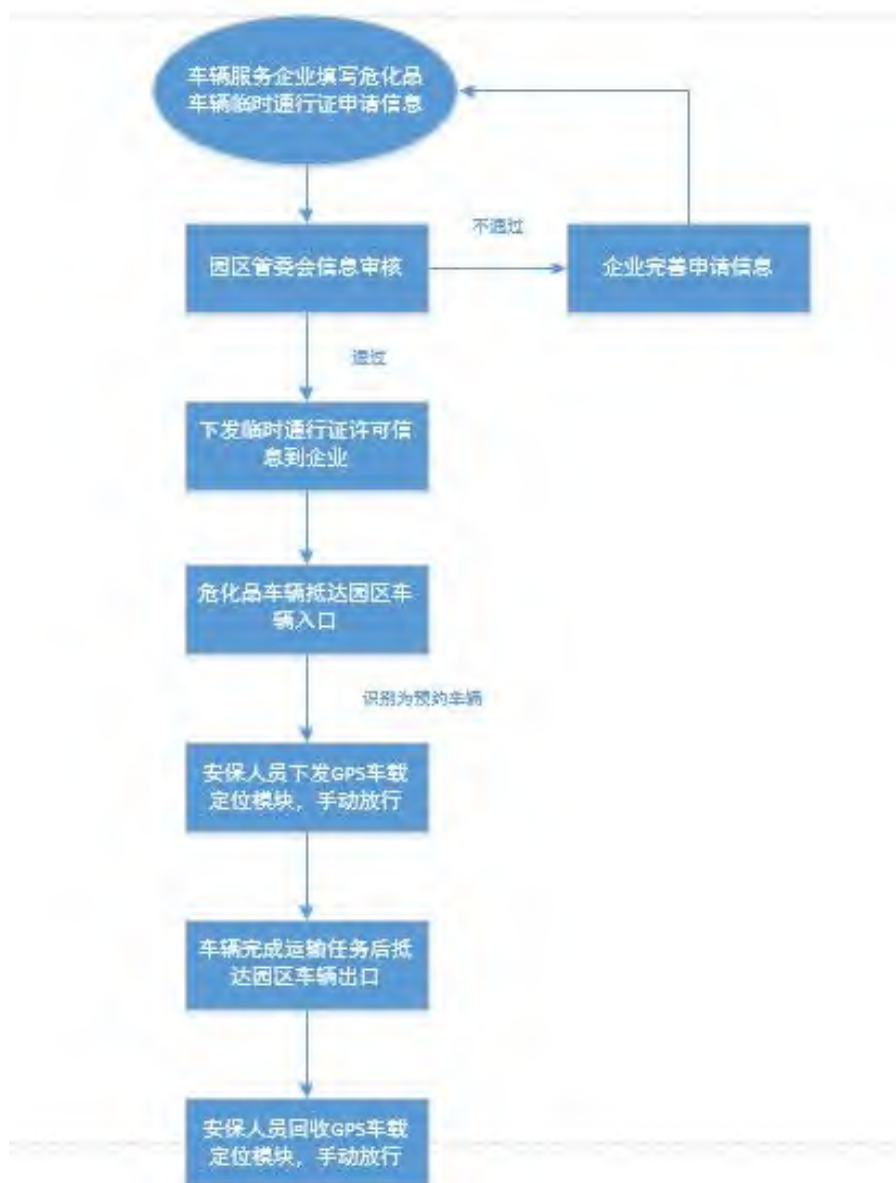 车辆服务企业填写危化品
车辆临时通行证申请信息
不通过
园区管委会信息审核
企业完善申请信息
通过
下发临时通行证许可信
息到企业
危化品车辆抵达园区车
辆入口
识别为预约车辆
安保人员下发GPS车载
定位模块，手动放行
车辆完成运输任务后抵
达园区车辆出口
安保人员回收GPS车载
定位模块，手动放行